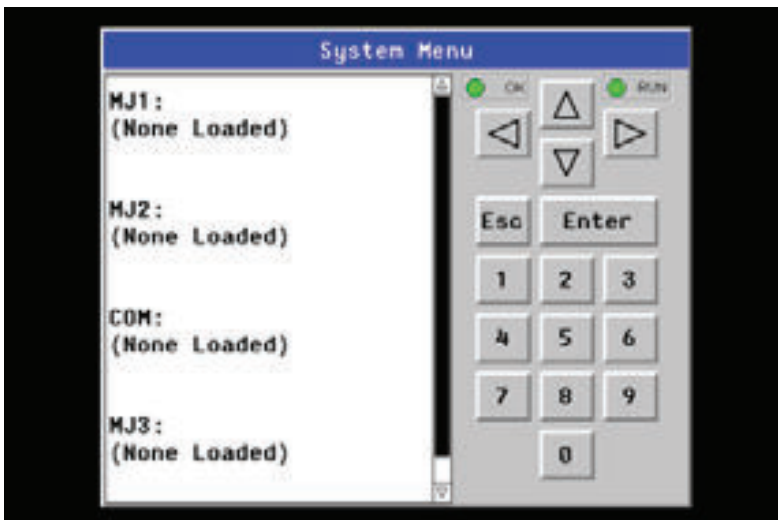 System Menu
MJ1:
(None Loaded)
MJ2:
(None Loaded)
COM:
(None Loaded)
MJ3:
(None Loaded)
OK
RUN
Esc
Enter
1 2 3
4 5 6
7 8 9
0